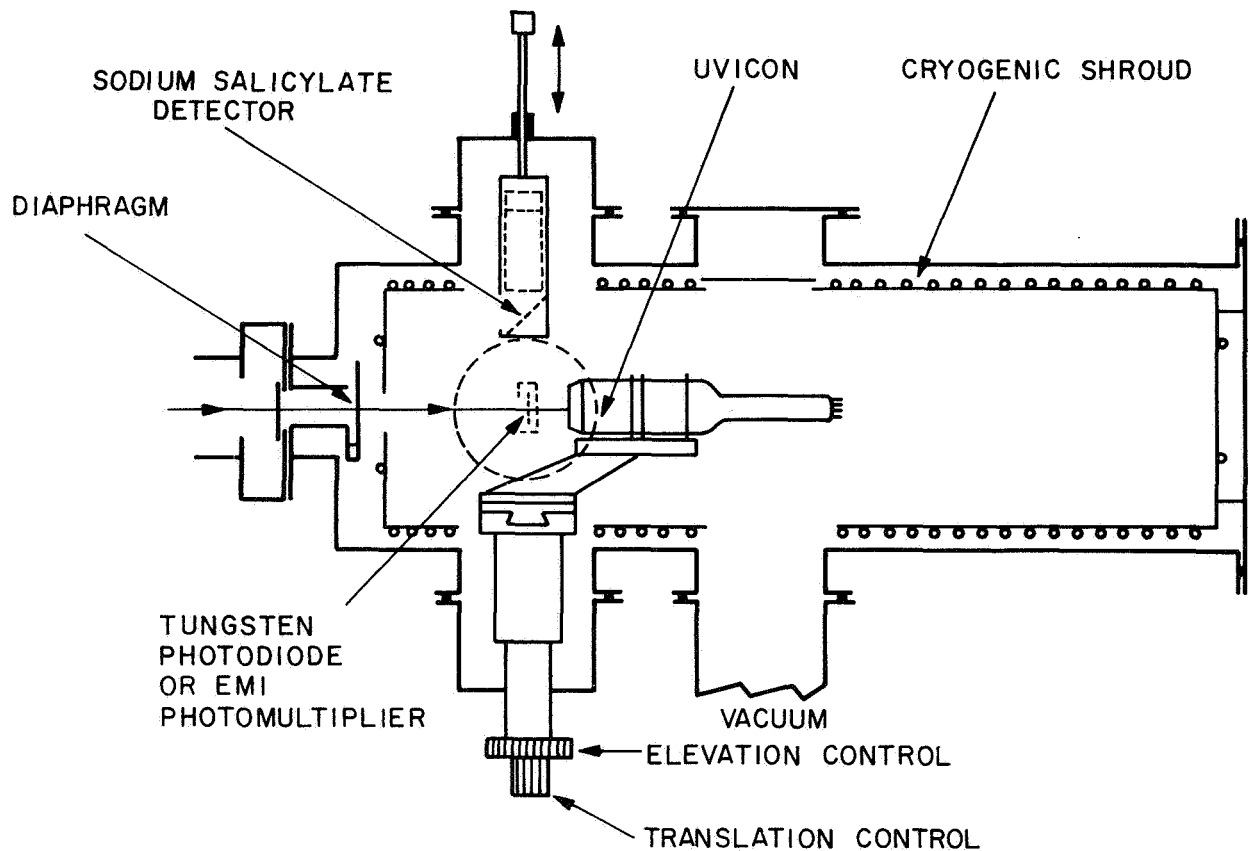 SODIUM SALICYLATE
DETECTOR
UVICON
CRYOGENIC SHROUD
DIAPHRAGM
TUNGSTEN
PHOTODIODE
OR EMI
PHOTOMULTIPLIER
VACUUM
ELEVATION CONTROL
TRANSLATION CONTROL